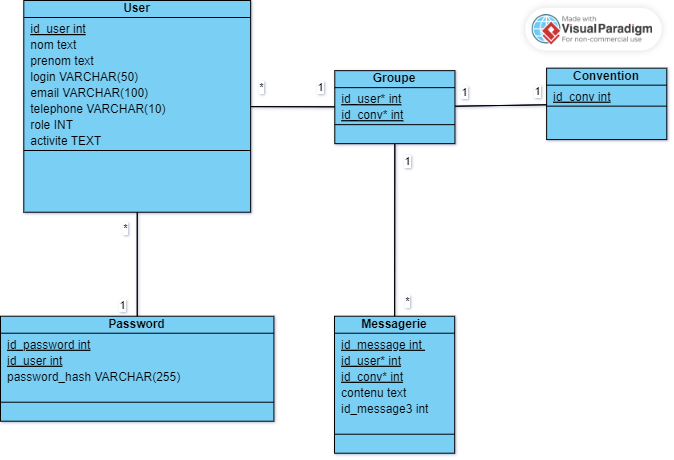 User
id_user int
nom text
prenom text
login VARCHAR(50)
email VARCHAR(100)
telephone VARCHAR(10)
role INT
activite TEXT
Made with
VisualParadigm
For non-commercial use
*
1
Groupe
id_user* int
id_conv* int
1
1
Convention
id_conv int
*
1
1
*
Password
id_password int
id_user int
password_hash VARCHAR(255)
Messagerie
id_message int
id_user* int
id_conv* int
contenu text
id_message3 int